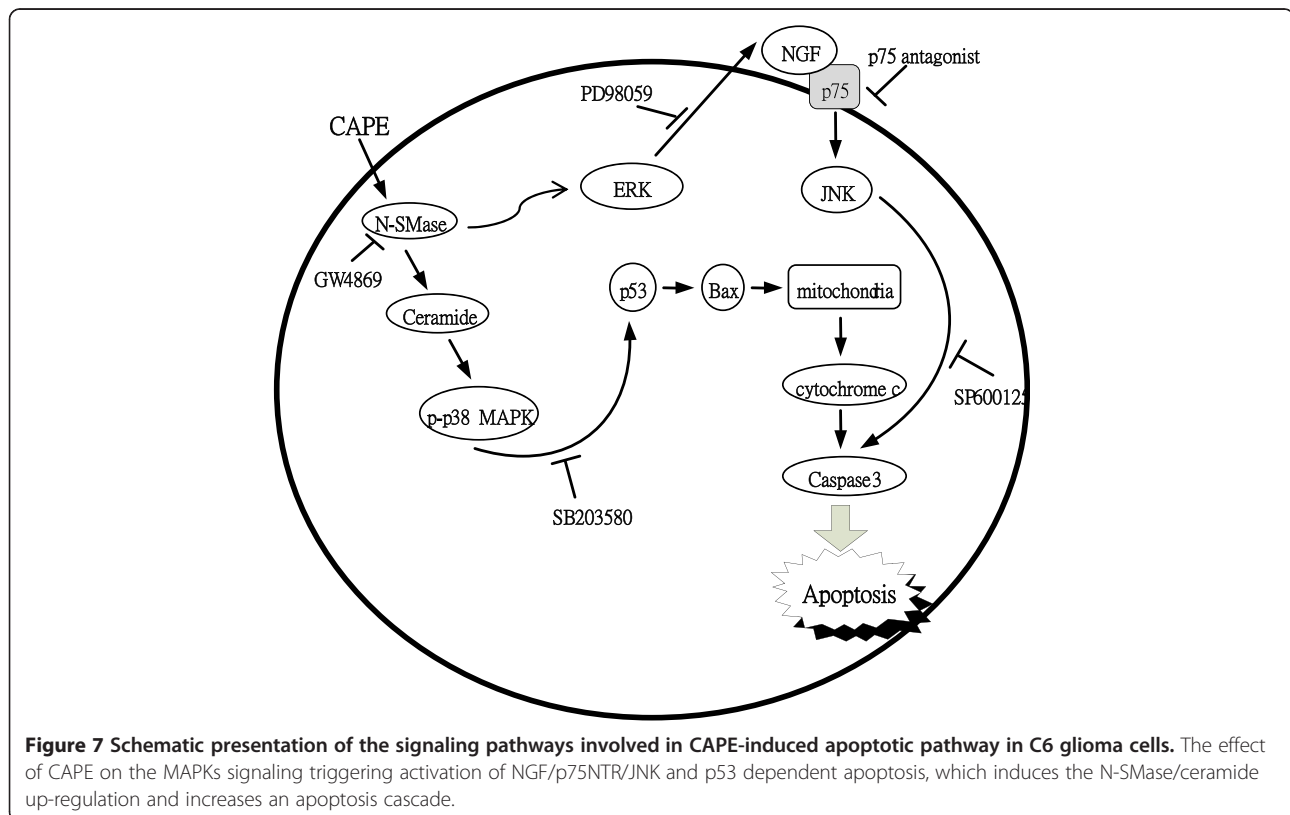 NGF
p75 antagonist
PD98059
p75
CAPE
ERK
JNK
N-SMase
GW4869
p53
Bax
mitochondria
Ceramide
cytochrome c
SP600125
p-p38 MAPK
Caspase3
SB203580
Apoptosis
Figure 7 Schematic presentation of the signaling pathways involved in CAPE-induced apoptotic pathway in C6 glioma cells. The effect
of CAPE on the MAPKs signaling triggering activation of NGF/p75NTR/JNK and p53 dependent apoptosis, which induces the N-SMase/ceramide
up-regulation and increases an apoptosis cascade.